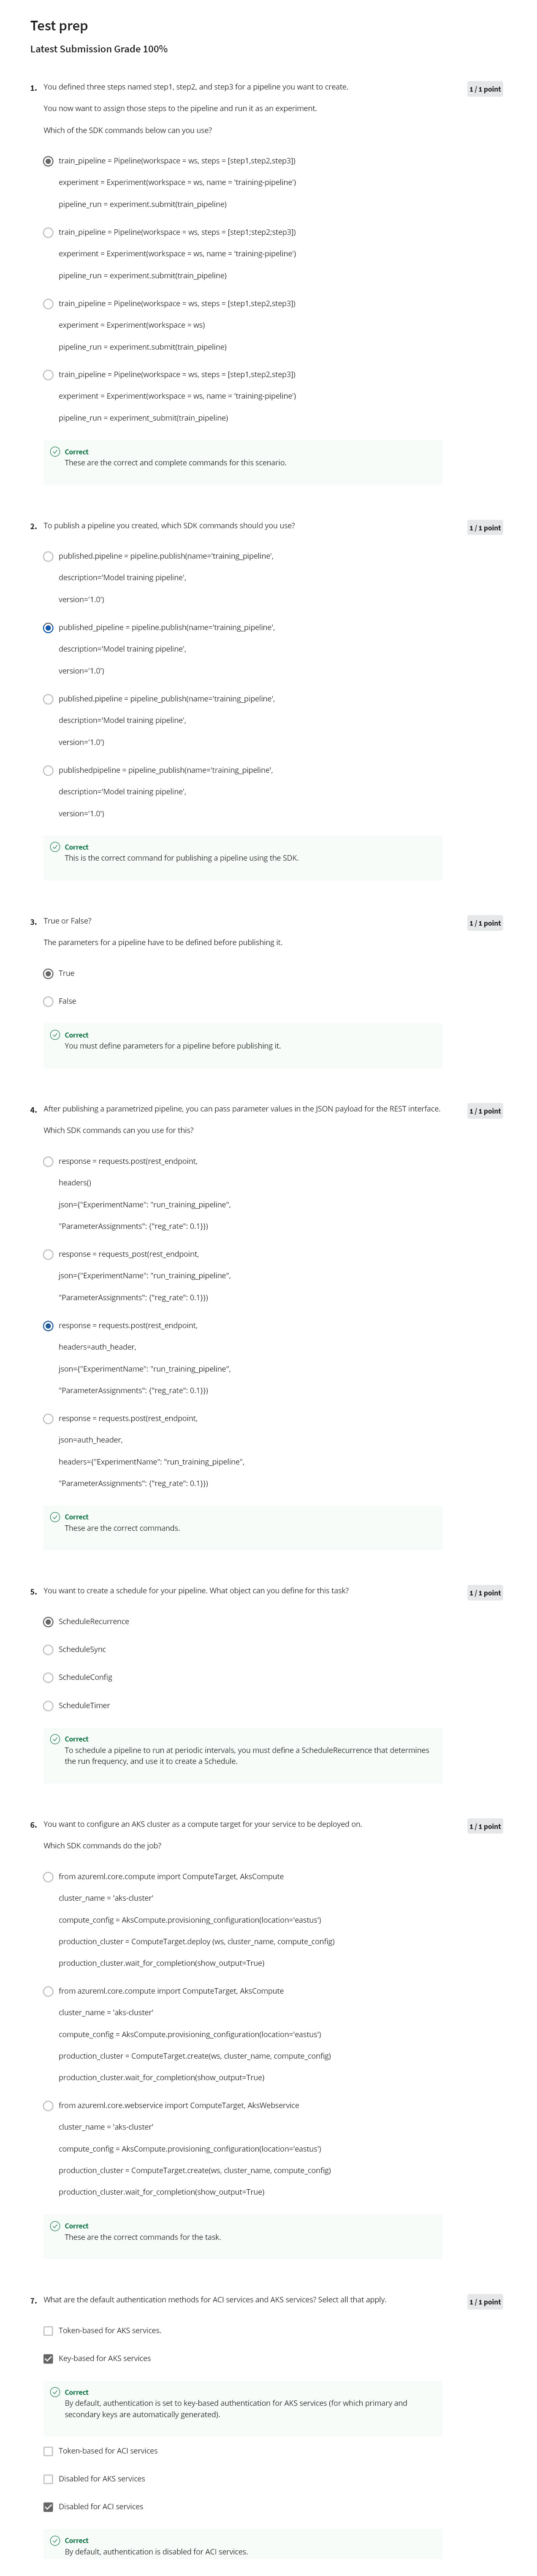 Test prep
Latest Submission Grade 100%
1. You defined three steps named step1, step2, and step3 for a pipeline you want to create.
1 / 1 point
You now want to assign those steps to the pipeline and run it as an experiment.
Which of the SDK commands below can you use?
train_pipeline = Pipeline(workspace = ws, steps = [step1,step2,step3])
experiment = Experiment(workspace = ws, name = 'training-pipeline')
pipeline_run = experiment.submit(train_pipeline)
train_pipeline = Pipeline(workspace = ws, steps = [step1;step2;step3])
experiment = Experiment(workspace = ws, name = 'training-pipeline')
pipeline_run = experiment.submit(train_pipeline)
train_pipeline = Pipeline(workspace = ws, steps = [step1,step2,step3])
experiment = Experiment(workspace = ws)
pipeline_run = experiment.submit(train_pipeline)
train_pipeline = Pipeline(workspace = ws, steps = [step1,step2,step3])
experiment = Experiment(workspace = ws, name = 'training-pipeline')
pipeline_run = experiment_submit(train_pipeline)
Correct
These are the correct and complete commands for this scenario.
2. To publish a pipeline you created, which SDK commands should you use?
1 / 1 point
published.pipeline = pipeline.publish(name='training_pipeline',
description='Model training pipeline',
version='1.0')
published_pipeline = pipeline.publish(name='training_pipeline',
description='Model training pipeline',
version='1.0')
published.pipeline = pipeline_publish(name='training_pipeline',
description='Model training pipeline',
version='1.0')
publishedpipeline = pipeline_publish(name='training_pipeline',
description='Model training pipeline',
version='1.0')
Correct
This is the correct command for publishing a pipeline using the SDK.
3. True or False?
1 / 1 point
The parameters for a pipeline have to be defined before publishing it.
True
False
Correct
You must define parameters for a pipeline before publishing it.
4. After publishing a parametrized pipeline, you can pass parameter values in the JSON payload for the REST interface.
1 / 1 point
Which SDK commands can you use for this?
response = requests.post(rest_endpoint,
headers()
json={"ExperimentName": "run_training_pipeline",
"ParameterAssignments": {"reg_rate": 0.1}})
response = requests_post(rest_endpoint,
json={"ExperimentName": "run_training_pipeline",
"ParameterAssignments": {"reg_rate": 0.1}})
response = requests.post(rest_endpoint,
headers=auth_header,
json={"ExperimentName": "run_training_pipeline",
"ParameterAssignments": {"reg_rate": 0.1}})
response = requests.post(rest_endpoint,
json=auth_header,
headers={"ExperimentName": "run_training_pipeline",
"ParameterAssignments": {"reg_rate": 0.1}})
Correct
These are the correct commands.
5. You want to create a schedule for your pipeline. What object can you define for this task?
1 / 1 point
ScheduleRecurrence
ScheduleSync
ScheduleConfig
ScheduleTimer
Correct
To schedule a pipeline to run at periodic intervals, you must define a ScheduleRecurrence that determines
the run frequency, and use it to create a Schedule.
6. You want to configure an AKS cluster as a compute target for your service to be deployed on.
1 / 1 point
Which SDK commands do the job?
from azureml.core.compute import ComputeTarget, AksCompute
cluster_name = 'aks-cluster'
compute_config = AksCompute.provisioning_configuration(location='eastus')
production_cluster = ComputeTarget.deploy (ws, cluster_name, compute_config)
production_cluster.wait_for_completion(show_output=True)
from azureml.core.compute import ComputeTarget, AksCompute
cluster_name = 'aks-cluster'
compute_config = AksCompute.provisioning_configuration(location='eastus')
production_cluster = ComputeTarget.create(ws, cluster_name, compute_config)
production_cluster.wait_for_completion(show_output=True)
from azureml.core.webservice import ComputeTarget, AksWebservice
cluster_name = 'aks-cluster'
compute_config = AksCompute.provisioning_configuration(location='eastus')
production_cluster = ComputeTarget.create(ws, cluster_name, compute_config)
production_cluster.wait_for_completion(show_output=True)
Correct
These are the correct commands for the task.
7. What are the default authentication methods for ACI services and AKS services? Select all that apply.
1 / 1 point
Token-based for AKS services.
Key-based for AKS services
Correct
By default, authentication is set to key-based authentication for AKS services (for which primary and
secondary keys are automatically generated).
Token-based for ACI services
Disabled for AKS services
Disabled for ACI services
Correct
By default, authentication is disabled for ACI services.